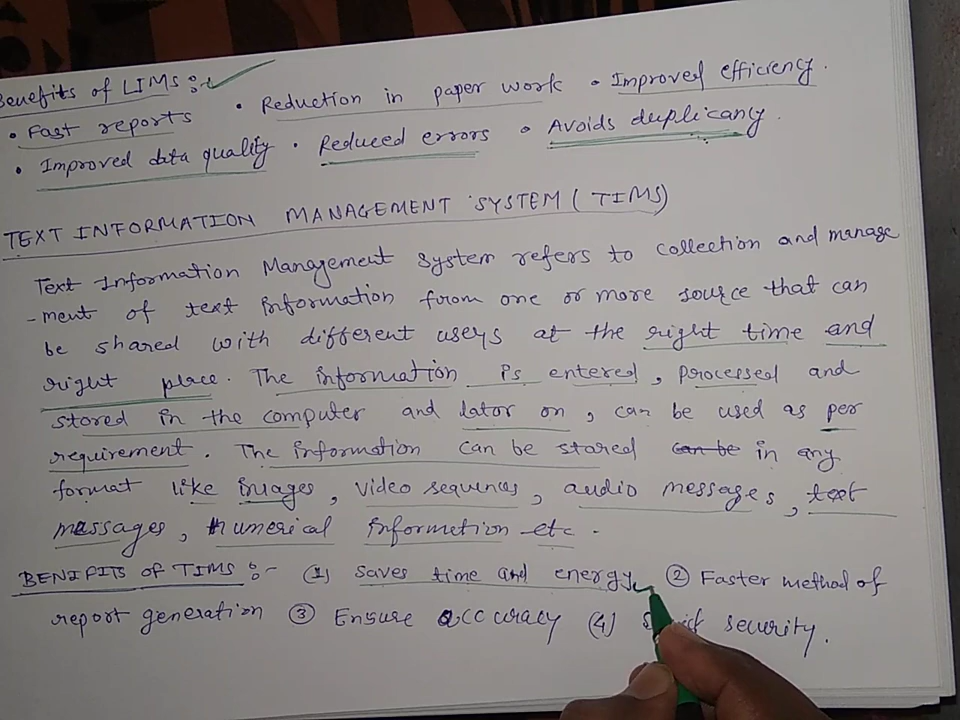 Benefits of LIMS :-
• Fast reports • Reduction in paper work • Improved efficiency.
• Improved data quality • Reduced errors • Avoids duplicany.
TEXT INFORMATION MANAGEMENT SYSTEM (TIMS)
Text Information Management system refers to collection and manage
-ment of text information from one or more source that can
be shared with different users at the right time and
right place. The information is entered, processed and
stored in the computer and lator on, can be used as per
requirement. The information can be stored can be in any
format like images, video sequences, audio messages, text
messages, numerical information etc.
BENIFITS OF TIMS :- (1) Saves time and energy (2) Faster method of
report generation (3) Ensure accuracy (4) security.